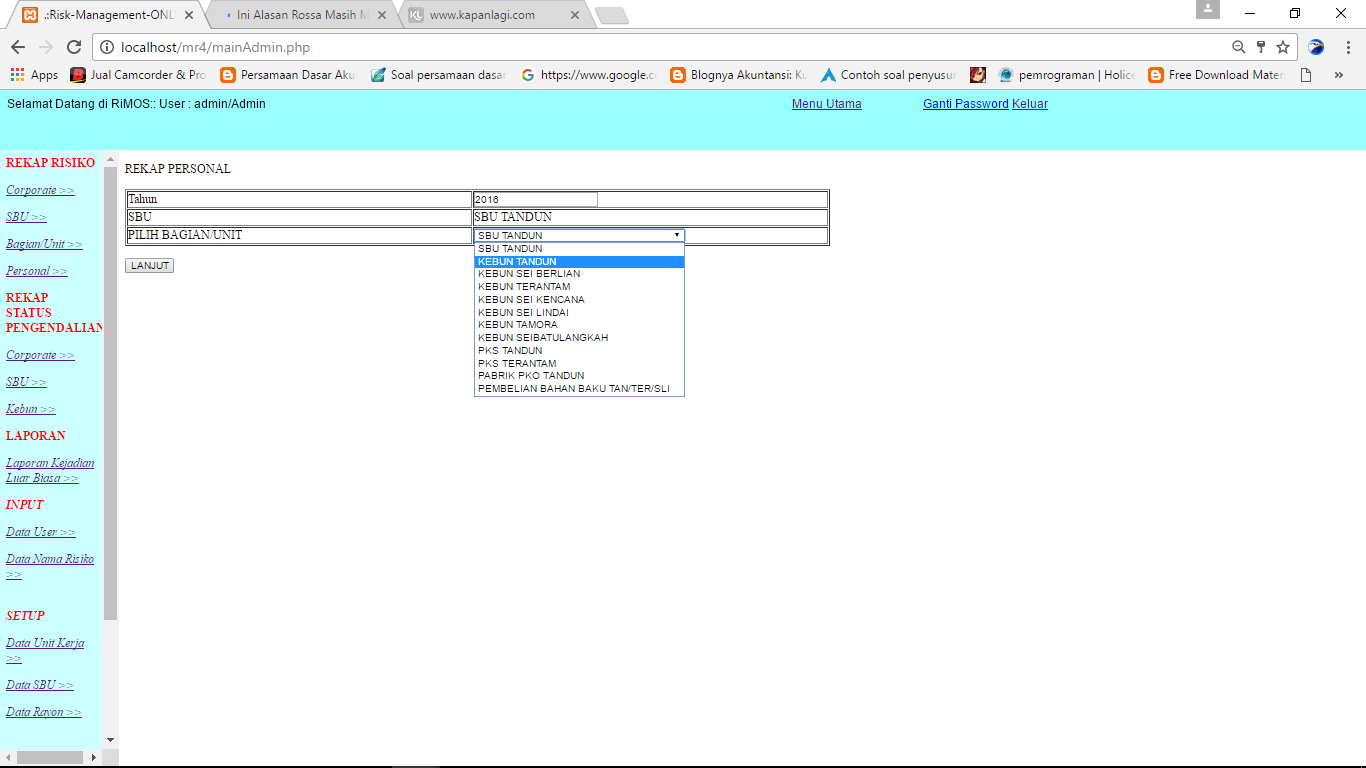 .:Risk-Management-ONL
Ini Alasan Rossa Masih M
KL www.kapanlagi.com
localhost/mr4/mainAdmin.php
Apps
Jual Camcorder & Pro
Persamaan Dasar Aku
Soal persamaan dasar
https://www.google.c
Blognya Akuntansi: Ku
Contoh soal penyusun
pemrograman | Holice
Free Download Mater
Selamat Datang di RiMOS:: User : admin/Admin
Menu Utama
Ganti Password
Keluar
REKAP RISIKO
Corporate >>
SBU >>
Bagian/Unit >>
Personal >>
REKAP
STATUS
PENGENDALIAN
Corporate >>
SBU >>
Kebun >>
LAPORAN
Laporan Kejadian
Luar Biasa >>
INPUT
Data User >>
Data Nama Risiko
>>
SETUP
Data Unit Kerja
>>
Data SBU >>
Data Rayon >>
REKAP PERSONAL
Tahun 2016
SBU SBU TANDUN
PILIH BAGIAN/UNIT SBU TANDUN
SBU TANDUN
KEBUN TANDUN
KEBUN SEI BERLIAN
KEBUN TERANTAM
KEBUN SEI KENCANA
KEBUN SEI LINDAI
KEBUN TAMORA
KEBUN SEIBATULANGKAH
PKS TANDUN
PKS TERANTAM
PABRIK PKO TANDUN
PEMBELIAN BAHAN BAKU TAN/TER/SLI
LANJUT